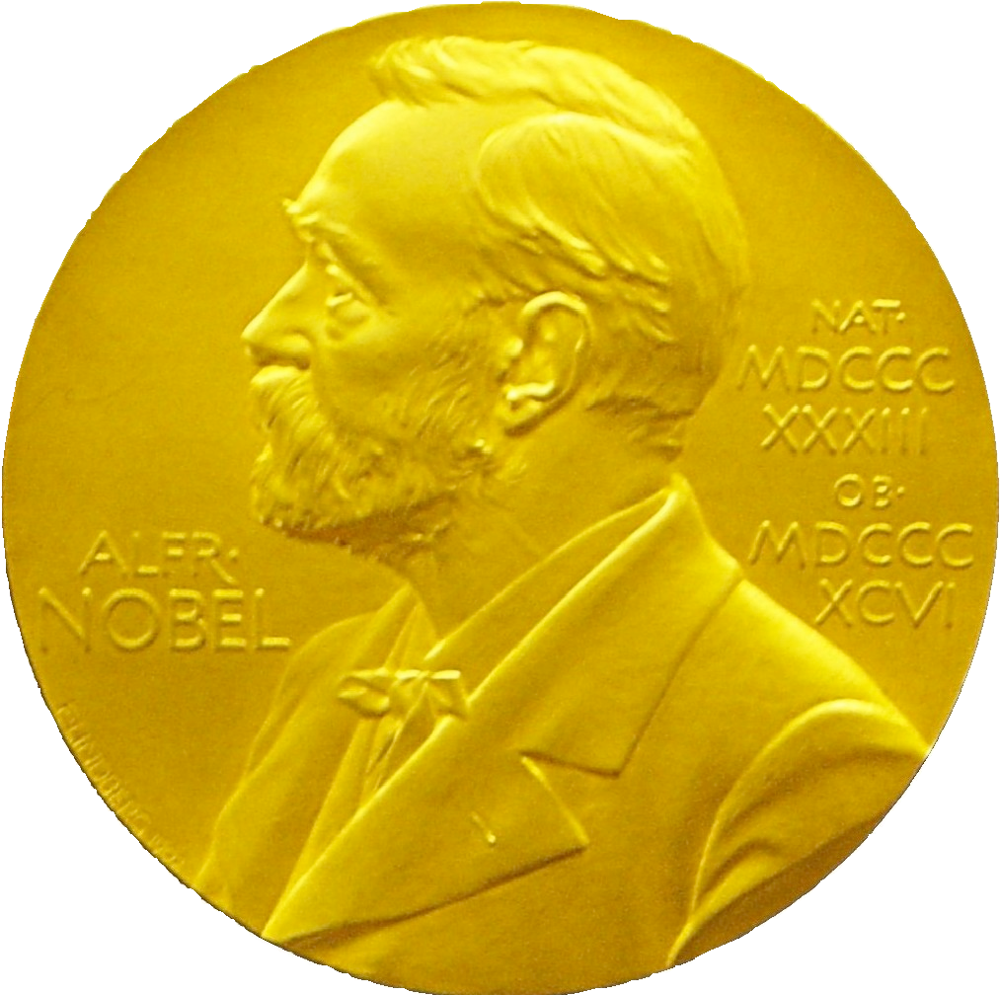 ALFR·
NOBEL
NAT·
MDCCC
XXXIII
OB·
MDCCC
XCVI